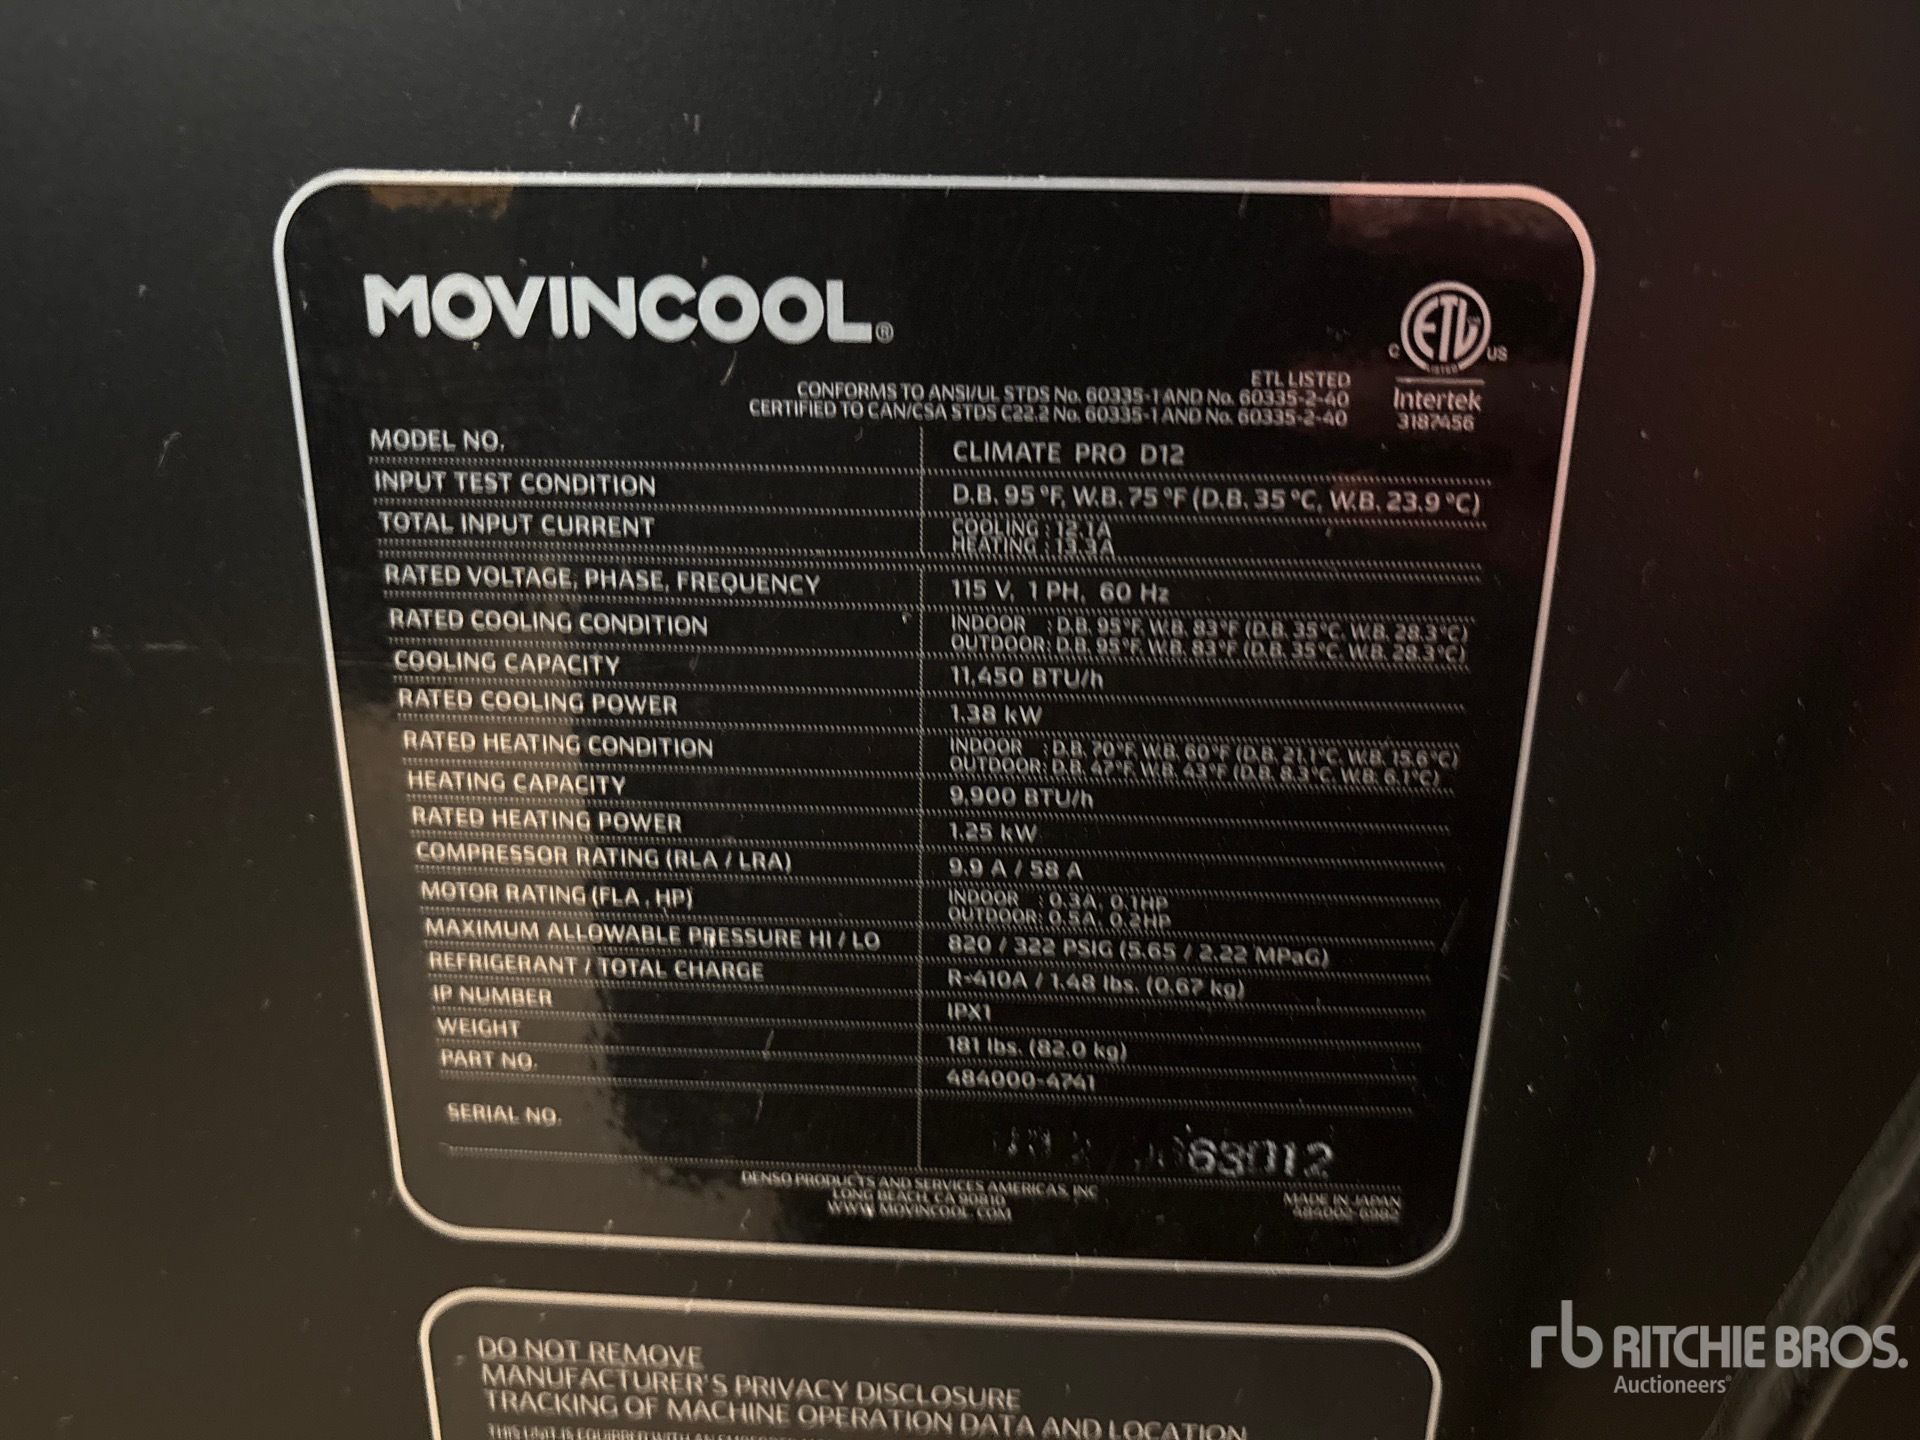 MOVINCOOL®
C ETL LISTED US
Intertek
3187456
ETL LISTED
CONFORMS TO ANSI/UL STDS No. 60335-1 AND No. 60335-2-40
CERTIFIED TO CAN/CSA STDS C22.2 No. 60335-1 AND No. 60335-2-40
MODEL NO. CLIMATE PRO D12
INPUT TEST CONDITION D.B. 95 °F, W.B. 75 °F (D.B. 35 °C, W.B. 23.9 °C)
TOTAL INPUT CURRENT COOLING : 12.1A
HEATING : 13.3A
RATED VOLTAGE, PHASE, FREQUENCY 115 V, 1 PH, 60 Hz
RATED COOLING CONDITION INDOOR : D.B. 95°F, W.B. 83°F (D.B. 35°C, W.B. 28.3°C)
OUTDOOR: D.B. 95°F, W.B. 83°F (D.B. 35°C, W.B. 28.3°C)
COOLING CAPACITY 11,450 BTU/h
RATED COOLING POWER 1.38 kW
RATED HEATING CONDITION INDOOR : D.B. 70°F, W.B. 60°F (D.B. 21.1°C, W.B. 15.6°C)
OUTDOOR: D.B. 47°F, W.B. 43°F (D.B. 8.3°C, W.B. 6.1°C)
HEATING CAPACITY 9,900 BTU/h
RATED HEATING POWER 1.25 kW
COMPRESSOR RATING (RLA / LRA) 9.9 A / 58 A
MOTOR RATING (FLA , HP) INDOOR : 0.3A, 0.1HP
OUTDOOR: 0.5A, 0.2HP
MAXIMUM ALLOWABLE PRESSURE HI / LO 820 / 322 PSIG (5.65 / 2.22 MPaG)
REFRIGERANT / TOTAL CHARGE R-410A / 1.48 lbs. (0.67 kg)
IP NUMBER IPX1
WEIGHT 181 lbs. (82.0 kg)
PART NO. 484000-4741
SERIAL NO.
DENSO PRODUCTS AND SERVICES AMERICAS, INC
LONG BEACH, CA 90810
WWW.MOVINCOOL.COM
MADE IN JAPAN
484002-6982
DO NOT REMOVE
MANUFACTURER'S PRIVACY DISCLOSURE
TRACKING OF MACHINE OPERATION DATA AND LOCATION
THIS UNIT IS EQUIPPED WITH AN
rb RITCHIE BROS.
Auctioneers